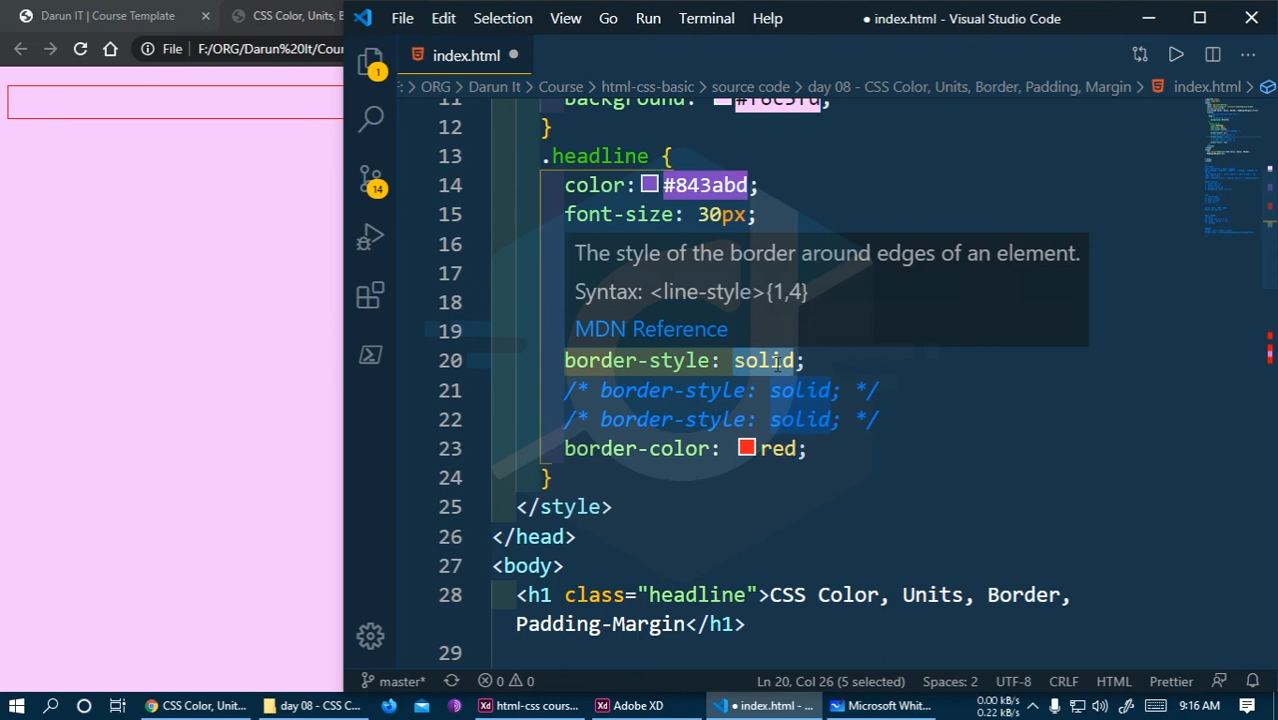 Darun IT | Course Template
CSS Color, Units, B
File F:/ORG/Darun%20It/Cour
File Edit Selection View Go Run Terminal Help
● index.html - Visual Studio Code
index.html
ORG > Darun It > Course > html-css-basic > source code > day 08 - CSS Color, Units, Border, Padding, Margin > index.html >
11 background: #f6c5fd;
12 }
13 .headline {
14 color: #843abd;
15 font-size: 30px;
16
17
18
19
The style of the border around edges of an element.
Syntax: <line-style>{1,4}
MDN Reference
20 border-style: solid;
21 /* border-style: solid; */
22 /* border-style: solid; */
23 border-color: red;
24 }
25 </style>
26 </head>
27 <body>
28 <h1 class="headline">CSS Color, Units, Border,
Padding-Margin</h1>
29
1
14
master* 0 0 Ln 20, Col 26 (5 selected) Spaces: 2 UTF-8 CRLF HTML Prettier
CSS Color, Unit... day 08 - CSS C... html-css cours... Adobe XD ● index.html - ... Microsoft Whit...
0.00 kB/s
0.22 kB/s
9:16 AM